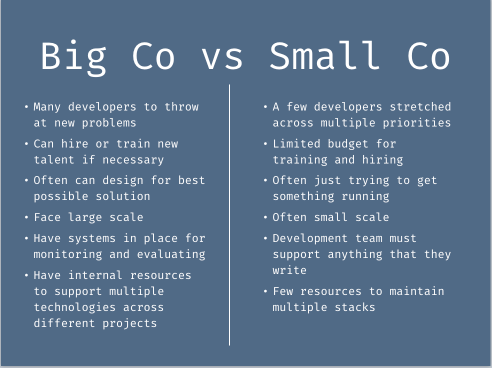 Big Co vs Small Co
• Many developers to throw
at new problems
• Can hire or train new
talent if necessary
• Often can design for best
possible solution
• Face large scale
• Have systems in place for
monitoring and evaluating
• Have internal resources
to support multiple
technologies across
different projects
• A few developers stretched
across multiple priorities
• Limited budget for
training and hiring
• Often just trying to get
something running
• Often small scale
• Development team must
support anything that they
write
• Few resources to maintain
multiple stacks